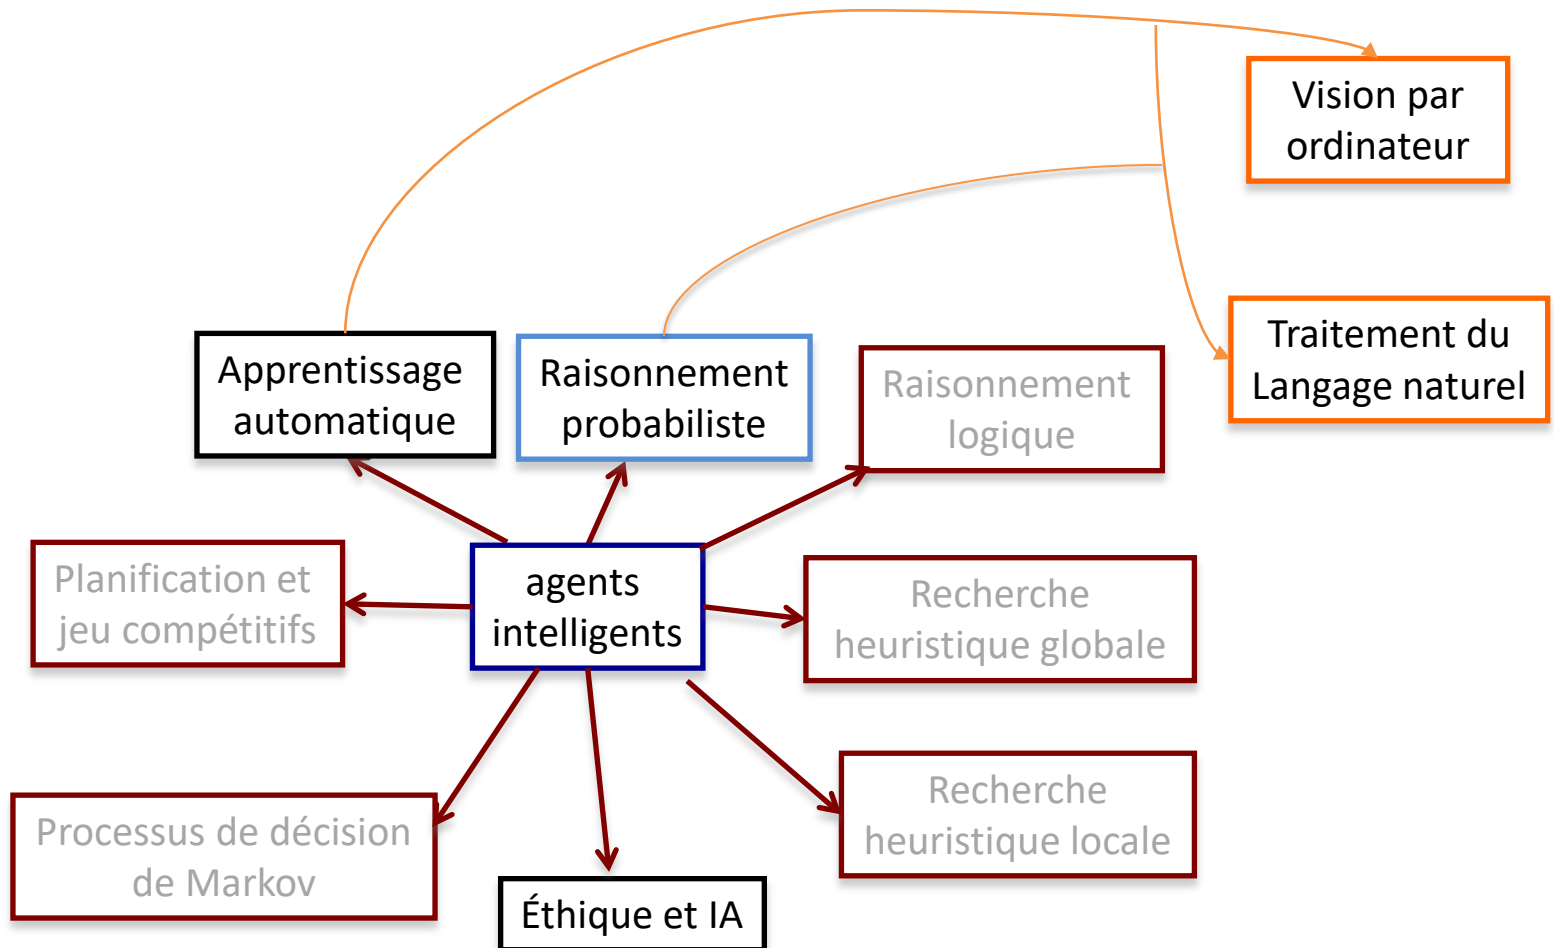 Vision par
ordinateur
Traitement du
Langage naturel
Apprentissage
automatique
Raisonnement
probabiliste
Raisonnement
logique
Planification et
jeu compétitifs
agents
intelligents
Recherche
heuristique globale
Processus de décision
de Markov
Éthique et IA
Recherche
heuristique locale